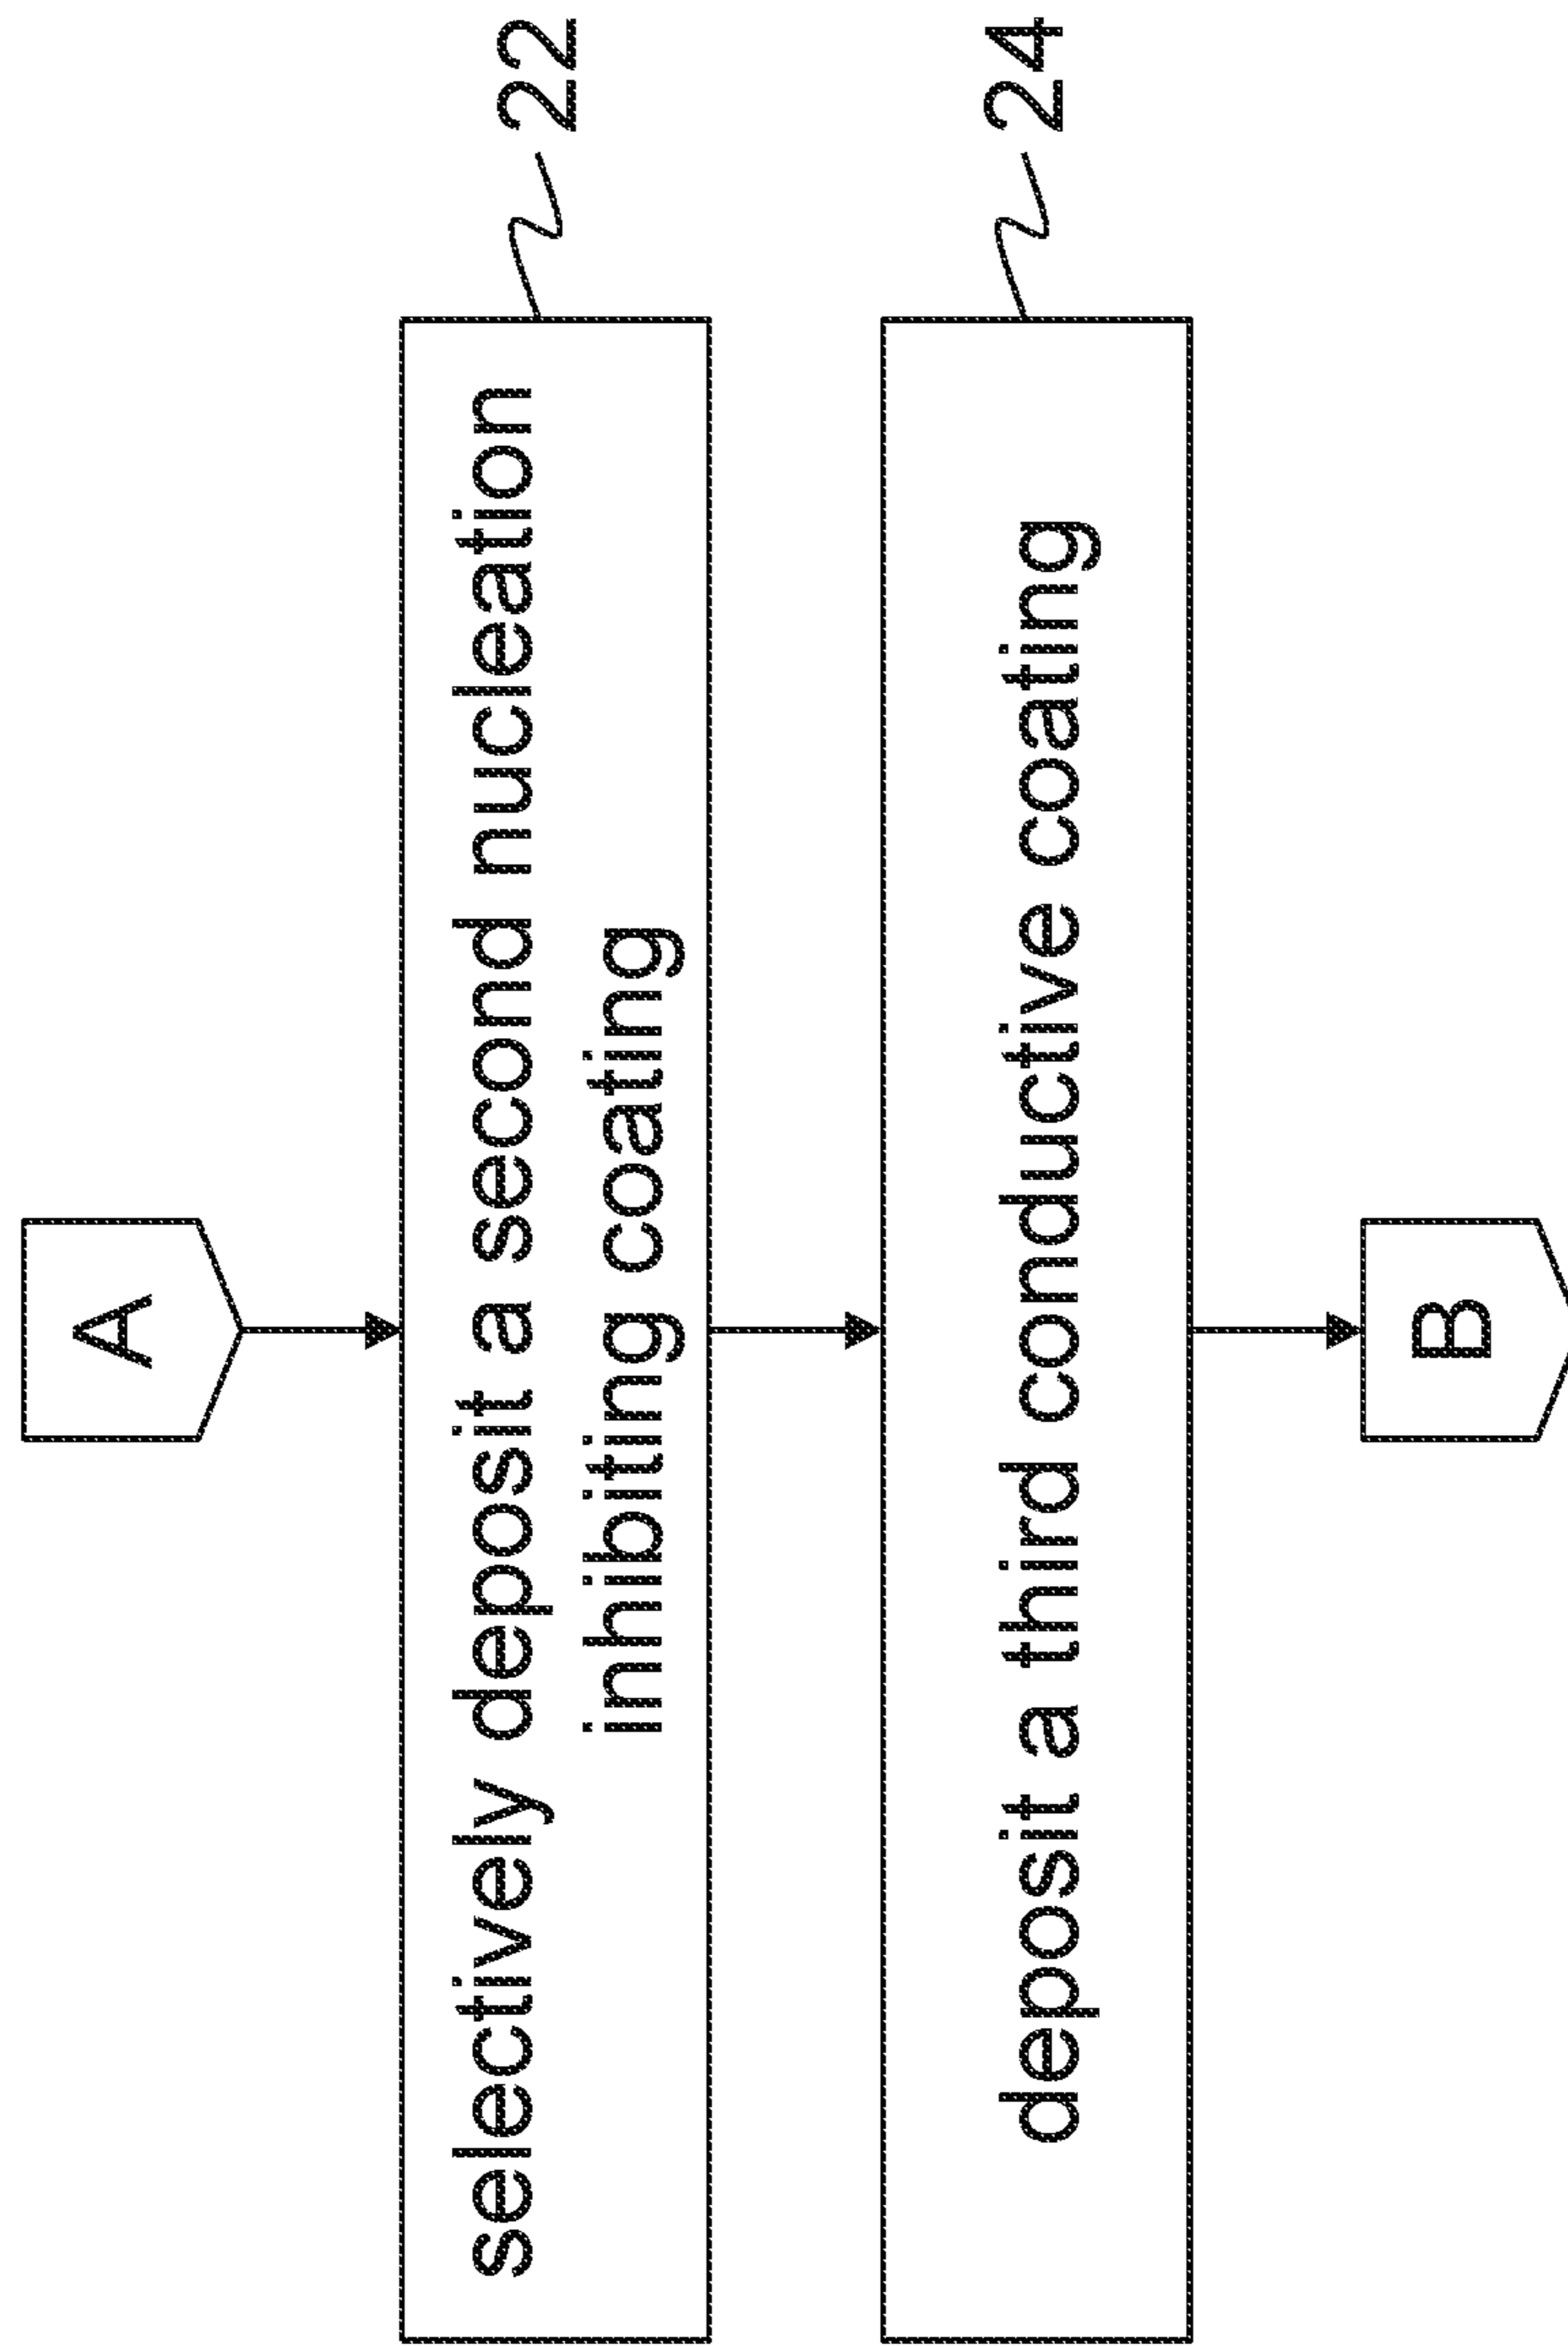 A
selectively deposit a second nucleation
inhibiting coating
22
deposit a third conductive coating
24
B